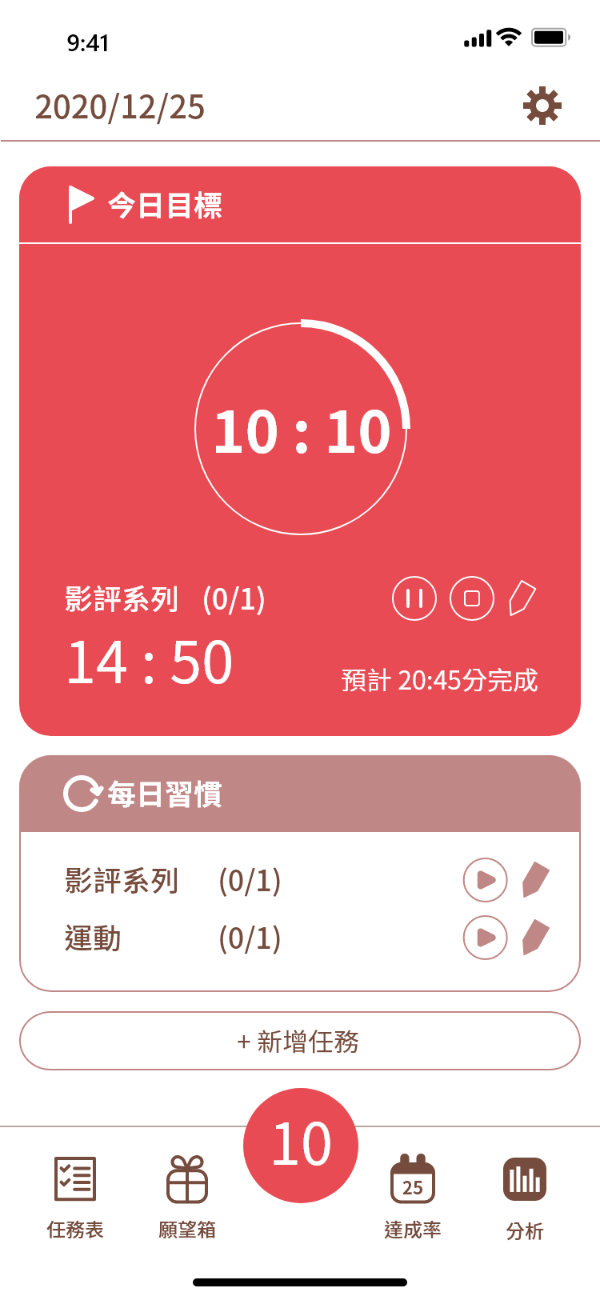 9:41
2020/12/25
今日目標
10 : 10
影評系列 (0/1)
14 : 50
預計 20:45分完成
每日習慣
影評系列 (0/1)
運動 (0/1)
+ 新增任務
10
25
任務表 願望箱 達成率 分析